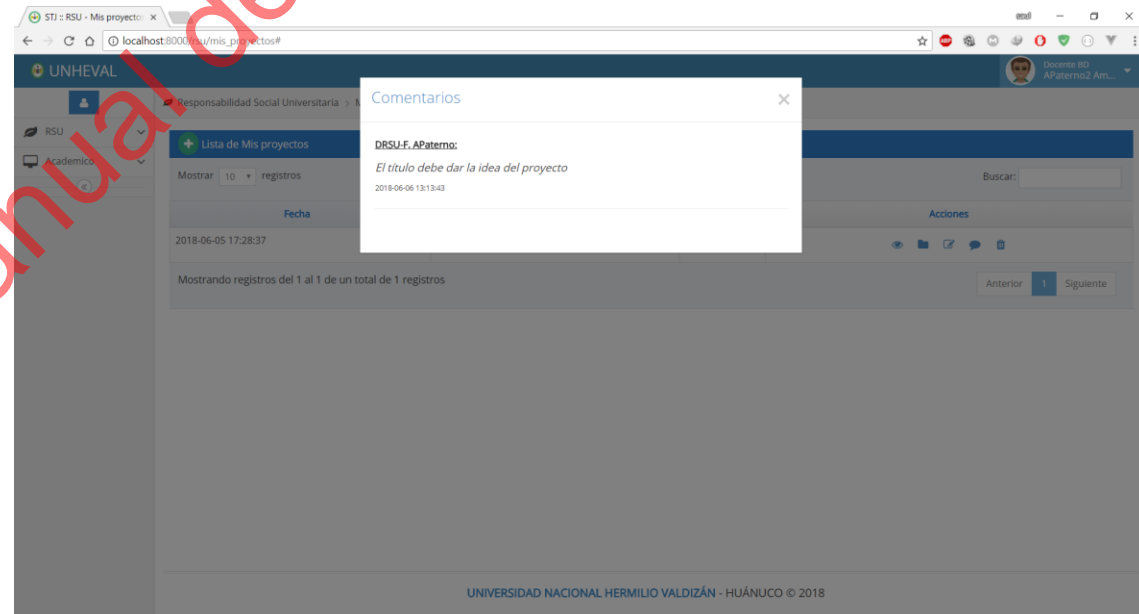 STJ :: RSU - Mis proyecto:
localhost:8000/rsu/mis_proyectos#
UNHEVAL
Docente BD
APaterno2 Am...
Responsabilidad Social Universitaria
Comentarios
RSU
Academico
Lista de Mis proyectos
DRSU-F. APaterno:
El título debe dar la idea del proyecto
2018-06-06 13:13:43
Mostrar 10 registros
Buscar:
Fecha
Acciones
2018-06-05 17:28:37
Mostrando registros del 1 al 1 de un total de 1 registros
Anterior 1 Siguiente
UNIVERSIDAD NACIONAL HERMILIO VALDIZÁN - HUÁNUCO © 2018
anual de